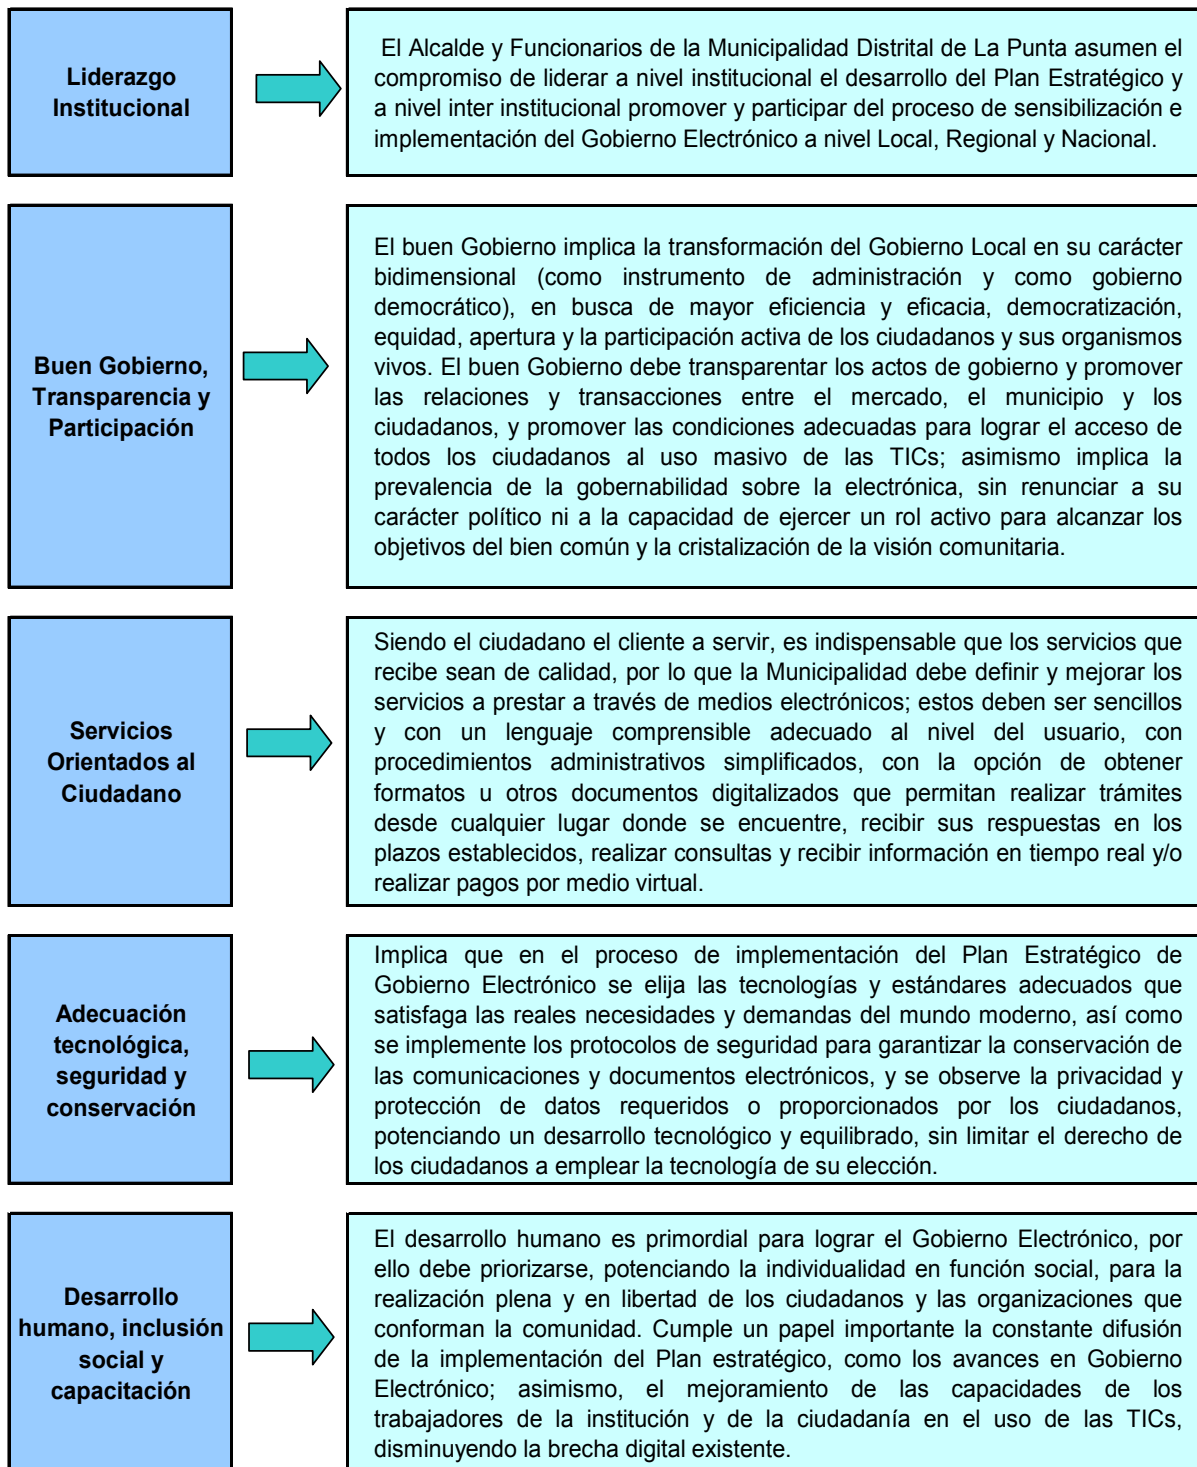 Liderazgo
Institucional
El Alcalde y Funcionarios de la Municipalidad Distrital de La Punta asumen el
compromiso de liderar a nivel institucional el desarrollo del Plan Estratégico y
a nivel inter institucional promover y participar del proceso de sensibilización e
implementación del Gobierno Electrónico a nivel Local, Regional y Nacional.
Buen Gobierno,
Transparencia y
Participación
El buen Gobierno implica la transformación del Gobierno Local en su carácter
bidimensional (como instrumento de administración y como gobierno
democrático), en busca de mayor eficiencia y eficacia, democratización,
equidad, apertura y la participación activa de los ciudadanos y sus organismos
vivos. El buen Gobierno debe transparentar los actos de gobierno y promover
las relaciones y transacciones entre el mercado, el municipio y los
ciudadanos, y promover las condiciones adecuadas para lograr el acceso de
todos los ciudadanos al uso masivo de las TICs; asimismo implica la
prevalencia de la gobernabilidad sobre la electrónica, sin renunciar a su
carácter político ni a la capacidad de ejercer un rol activo para alcanzar los
objetivos del bien común y la cristalización de la visión comunitaria.
Servicios
Orientados al
Ciudadano
Siendo el ciudadano el cliente a servir, es indispensable que los servicios que
recibe sean de calidad, por lo que la Municipalidad debe definir y mejorar los
servicios a prestar a través de medios electrónicos; estos deben ser sencillos
y con un lenguaje comprensible adecuado al nivel del usuario, con
procedimientos administrativos simplificados, con la opción de obtener
formatos u otros documentos digitalizados que permitan realizar trámites
desde cualquier lugar donde se encuentre, recibir sus respuestas en los
plazos establecidos, realizar consultas y recibir información en tiempo real y/o
realizar pagos por medio virtual.
Adecuación
tecnológica,
seguridad y
conservación
Implica que en el proceso de implementación del Plan Estratégico de
Gobierno Electrónico se elija las tecnologías y estándares adecuados que
satisfaga las reales necesidades y demandas del mundo moderno, así como
se implemente los protocolos de seguridad para garantizar la conservación de
las comunicaciones y documentos electrónicos, y se observe la privacidad y
protección de datos requeridos o proporcionados por los ciudadanos,
potenciando un desarrollo tecnológico y equilibrado, sin limitar el derecho de
los ciudadanos a emplear la tecnología de su elección.
Desarrollo
humano, inclusión
social y
capacitación
El desarrollo humano es primordial para lograr el Gobierno Electrónico, por
ello debe priorizarse, potenciando la individualidad en función social, para la
realización plena y en libertad de los ciudadanos y las organizaciones que
conforman la comunidad. Cumple un papel importante la constante difusión
de la implementación del Plan estratégico, como los avances en Gobierno
Electrónico; asimismo, el mejoramiento de las capacidades de los
trabajadores de la institución y de la ciudadanía en el uso de las TICs,
disminuyendo la brecha digital existente.